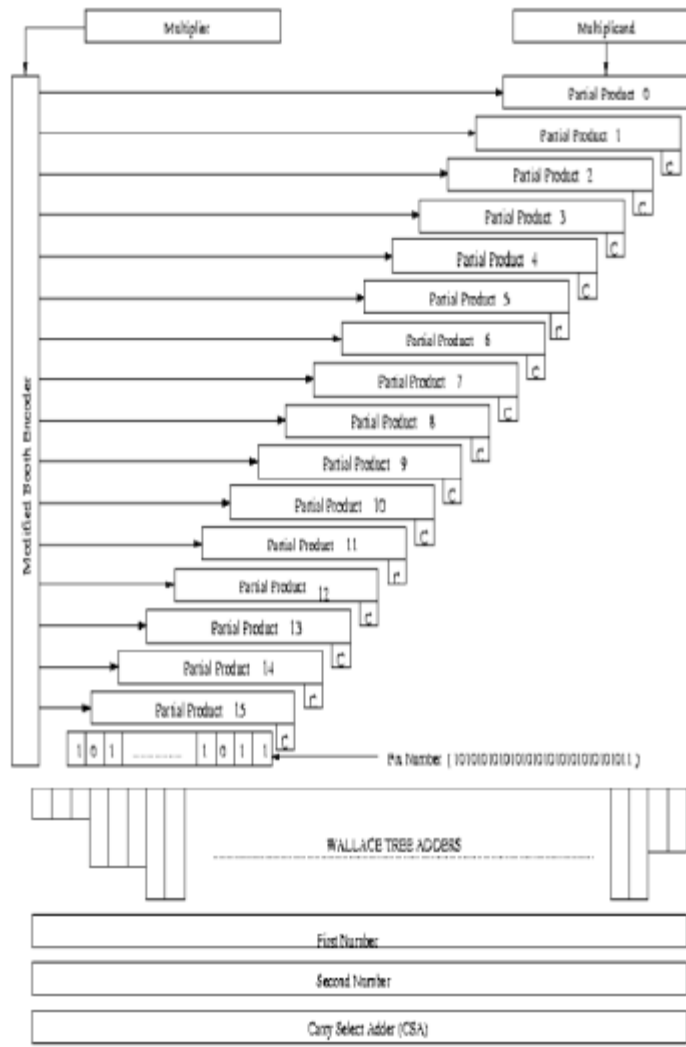 Multiplier
Multiplicand
Modified Booth Encoder
Partial Product 0
Partial Product 1
C
Partial Product 2
C
Partial Product 3
C
Partial Product 4
C
Partial Product 5
C
Partial Product 6
C
Partial Product 7
C
Partial Product 8
C
Partial Product 9
C
Partial Product 10
C
Partial Product 11
C
Partial Product 12
C
Partial Product 13
C
Partial Product 14
C
Partial Product 15
C
1 0 1 ............ 1 0 1 1
Number
WALLACE TREE ADDERS
First Number
Second Number
Carry Select Adder (CSA)